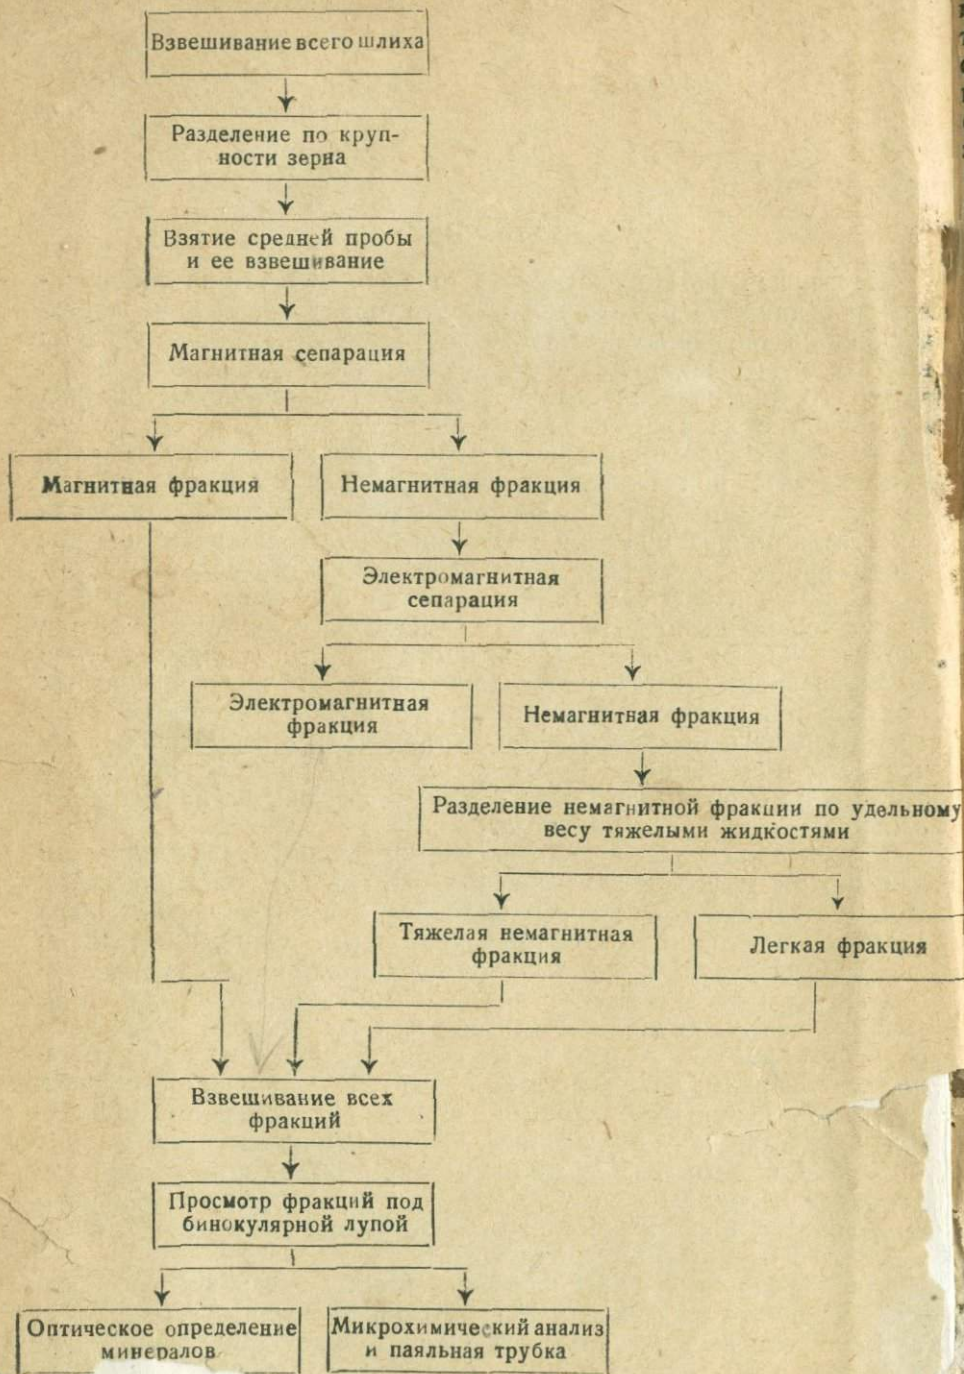 Взвешивание всего шлиха
Разделение по круп-
ности зерна
Взятие средней пробы
и ее взвешивание
Магнитная сепарация
Магнитная фракция
Немагнитная фракция
Электромагнитная
сепарация
Электромагнитная
фракция
Немагнитная фракция
Разделение немагнитной фракции по удельному
весу тяжелыми жидкостями
Тяжелая немагнитная
фракция
Легкая фракция
Взвешивание всех
фракций
Просмотр фракций под
бинокулярной лупой
Оптическое определение
минералов
Микрохимический анализ
и паяльная трубка